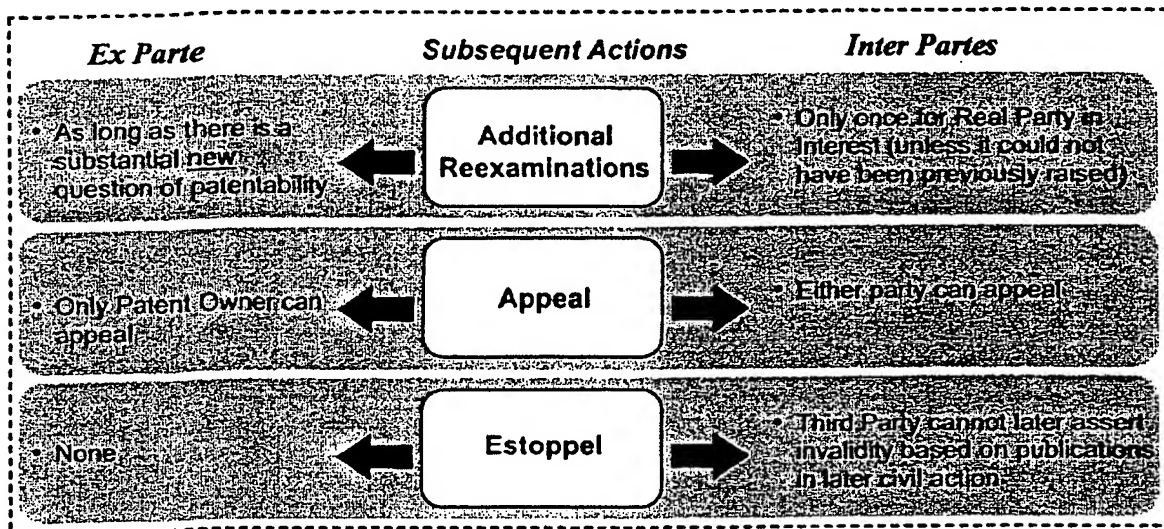 Ex Parte
Subsequent Actions
Inter Partes
• As long as there is a
substantial new
question of patentability
Additional
Reexaminations
• Only once for Real Party in
Interest (unless it could not
have been previously raised)
• Only Patent Owner can
appeal
Appeal
• Either party can appeal
• None
Estoppel
• Third Party cannot later assert
invalidity based on publications
in later civil action